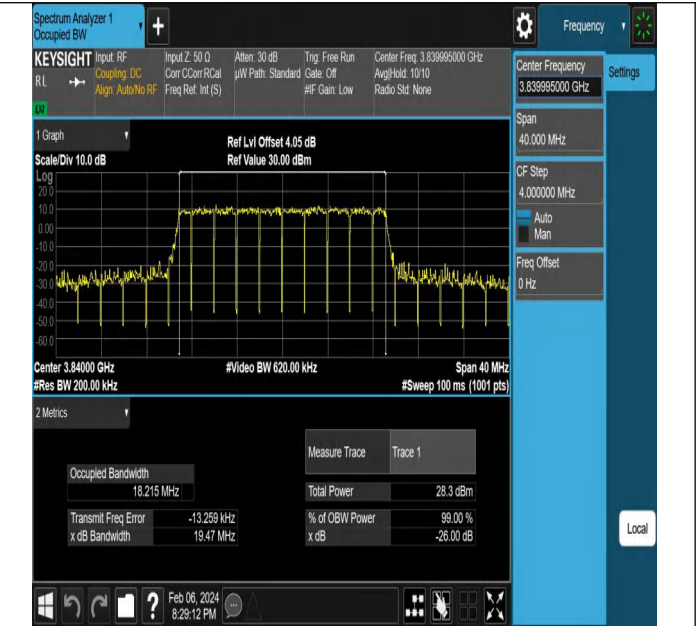 Spectrum Analyzer 1
Occupied BW
+
Frequency
KEYSIGHT
RL
Input: RF
Coupling: DC
Align: Auto/No RF
Input Z: 50 Ω
Corr CCorr RCal
Freq Ref: Int (S)
Atten: 30 dB
µW Path: Standard
Trig: Free Run
Gate: Off
#IF Gain: Low
Center Freq: 3.839995000 GHz
Avg|Hold: 10/10
Radio Std: None
Center Frequency
3.839995000 GHz
Settings
Span
40.000 MHz
CF Step
4.000000 MHz
Auto
Man
Freq Offset
0 Hz
1 Graph
Scale/Div 10.0 dB
Ref Lvl Offset 4.05 dB
Ref Value 30.00 dBm
Log
20.0
10.0
0.00
-10.0
-20.0
-30.0
-40.0
-50.0
-60.0
Center 3.84000 GHz
#Res BW 200.00 kHz
#Video BW 620.00 kHz
Span 40 MHz
#Sweep 100 ms (1001 pts)
2 Metrics
Measure Trace Trace 1
Occupied Bandwidth
18.215 MHz
Total Power 28.3 dBm
Transmit Freq Error -13.259 kHz
% of OBW Power 99.00 %
x dB Bandwidth 19.47 MHz
x dB -26.00 dB
Local
?
Feb 06, 2024
8:29:12 PM